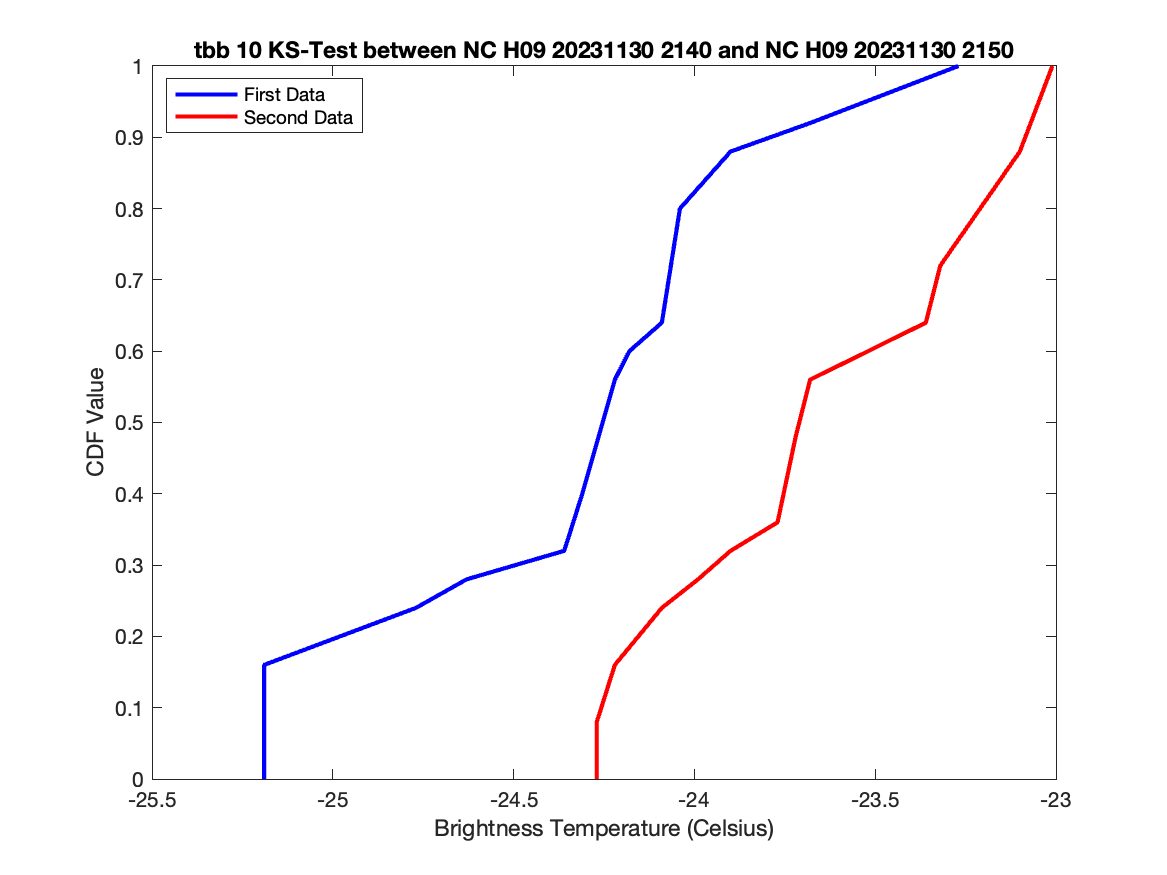 tbb 10 KS-Test between NC H09 20231130 2140 and NC H09 20231130 2150
First Data
Second Data
1
0.9
0.8
0.7
0.6
0.5
0.4
0.3
0.2
0.1
0
CDF Value
-25.5 -25 -24.5 -24 -23.5 -23
Brightness Temperature (Celsius)